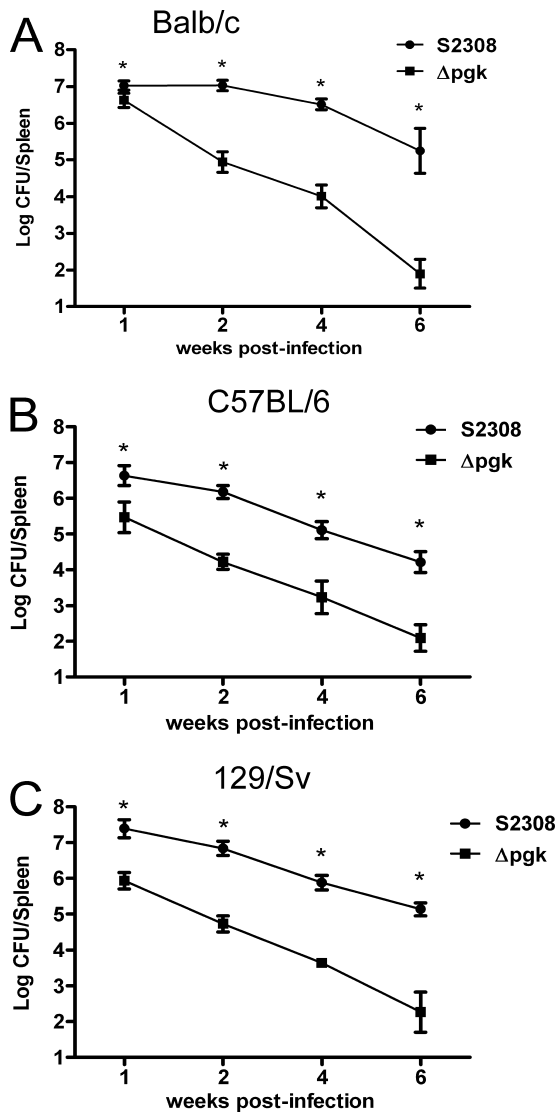 A
Balb/c
S2308
Δpgk
*
*
*
*
8
7
6
5
4
3
2
1
Log CFU/Spleen
1
2
4
6
weeks post-infection
B
C57BL/6
S2308
Δpgk
*
*
*
*
8
7
6
5
4
3
2
1
Log CFU/Spleen
1
2
4
6
weeks post-infection
C
129/Sv
S2308
Δpgk
*
*
*
*
8
7
6
5
4
3
2
1
Log CFU/Spleen
1
2
4
6
weeks post-infection